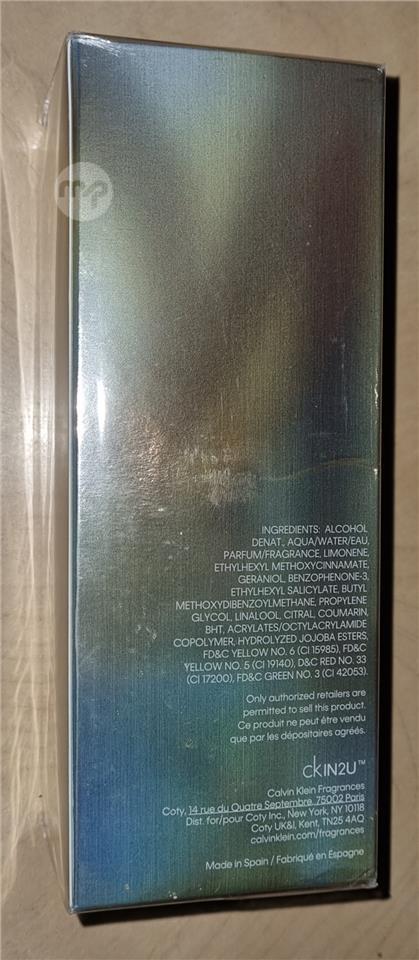 mp
INGREDIENTS: ALCOHOL
DENAT., AQUA/WATER/EAU,
PARFUM/FRAGRANCE, LIMONENE,
ETHYLHEXYL METHOXYCINNAMATE,
GERANIOL, BENZOPHENONE-3,
ETHYLHEXYL SALICYLATE, BUTYL
METHOXYDIBENZOYLMETHANE, PROPYLENE
GLYCOL, LINALOOL, CITRAL, COUMARIN,
BHT, ACRYLATES/OCTYLACRYLAMIDE
COPOLYMER, HYDROLYZED JOJOBA ESTERS,
FD&C YELLOW NO. 6 (CI 15985), FD&C
YELLOW NO. 5 (CI 19140), D&C RED NO. 33
(CI 17200), FD&C GREEN NO. 3 (CI 42053).
Only authorized retailers are
permitted to sell this product.
Ce produit ne peut être vendu
que par les dépositaires agréés.
ckIN2U™
Calvin Klein Fragrances
Coty, 14 rue du Quatre Septembre, 75002 Paris
Dist. for/pour Coty Inc., New York, NY 10118
Coty UK&I, Kent, TN25 4AQ
calvinklein.com/fragrances
Made in Spain / Fabriqué en Espagne